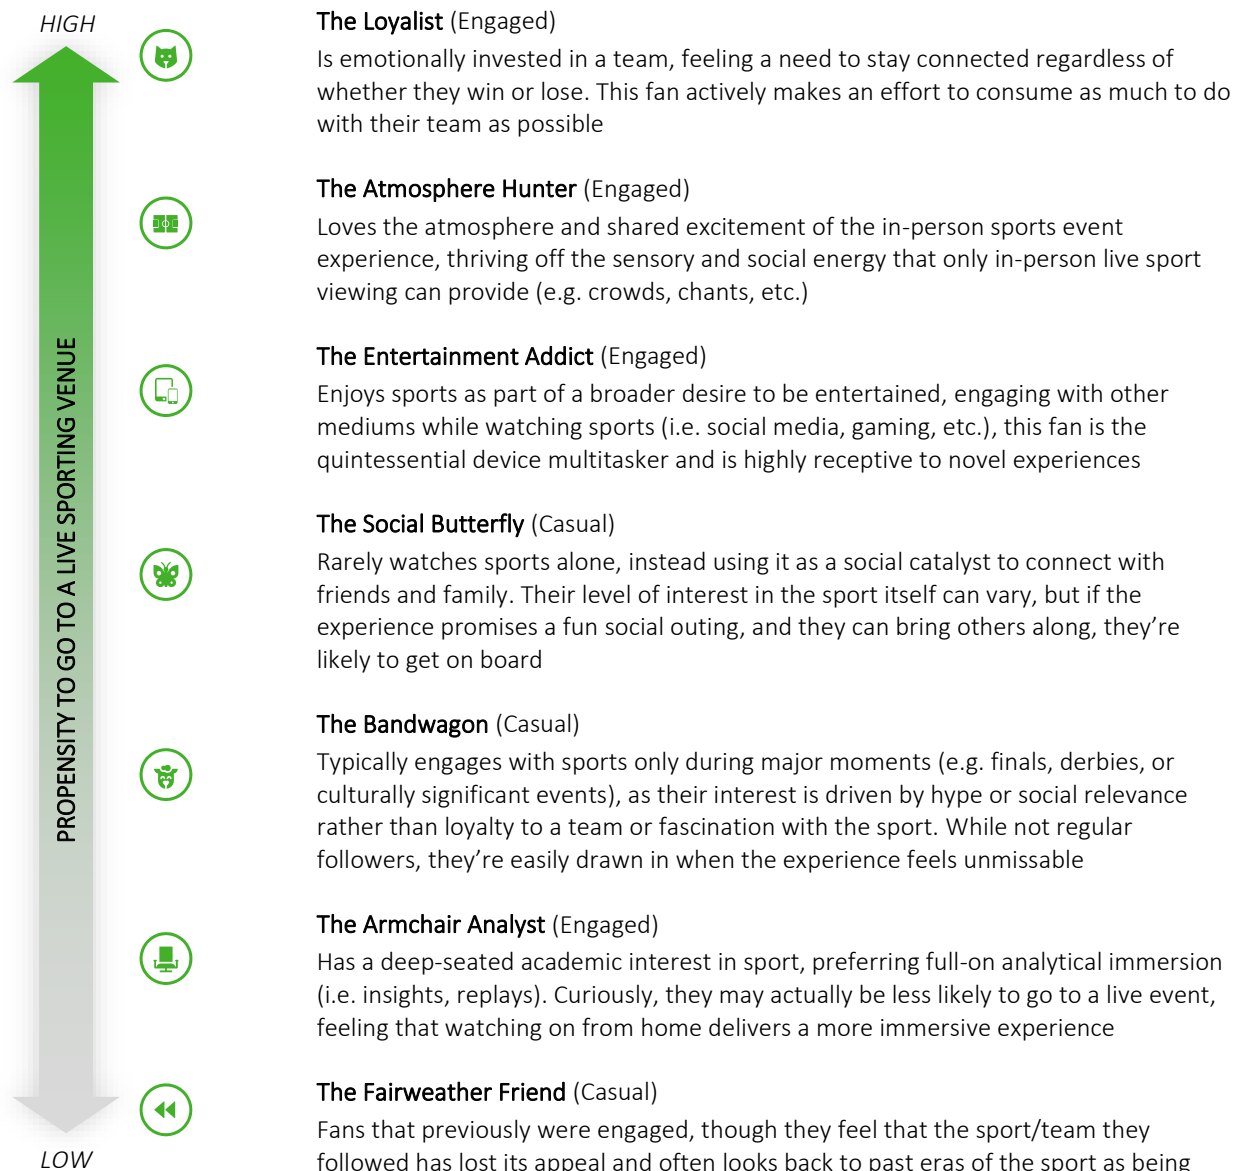 HIGH
PROPENSITY TO GO TO A LIVE SPORTING VENUE
LOW
The Loyalist (Engaged)
Is emotionally invested in a team, feeling a need to stay connected regardless of
whether they win or lose. This fan actively makes an effort to consume as much to do
with their team as possible
The Atmosphere Hunter (Engaged)
Loves the atmosphere and shared excitement of the in-person sports event
experience, thriving off the sensory and social energy that only in-person live sport
viewing can provide (e.g. crowds, chants, etc.)
The Entertainment Addict (Engaged)
Enjoys sports as part of a broader desire to be entertained, engaging with other
mediums while watching sports (i.e. social media, gaming, etc.), this fan is the
quintessential device multitasker and is highly receptive to novel experiences
The Social Butterfly (Casual)
Rarely watches sports alone, instead using it as a social catalyst to connect with
friends and family. Their level of interest in the sport itself can vary, but if the
experience promises a fun social outing, and they can bring others along, they’re
likely to get on board
The Bandwagon (Casual)
Typically engages with sports only during major moments (e.g. finals, derbies, or
culturally significant events), as their interest is driven by hype or social relevance
rather than loyalty to a team or fascination with the sport. While not regular
followers, they’re easily drawn in when the experience feels unmissable
The Armchair Analyst (Engaged)
Has a deep-seated academic interest in sport, preferring full-on analytical immersion
(i.e. insights, replays). Curiously, they may actually be less likely to go to a live event,
feeling that watching on from home delivers a more immersive experience
The Fairweather Friend (Casual)
Fans that previously were engaged, though they feel that the sport/team they
followed has lost its appeal and often looks back to past eras of the sport as being